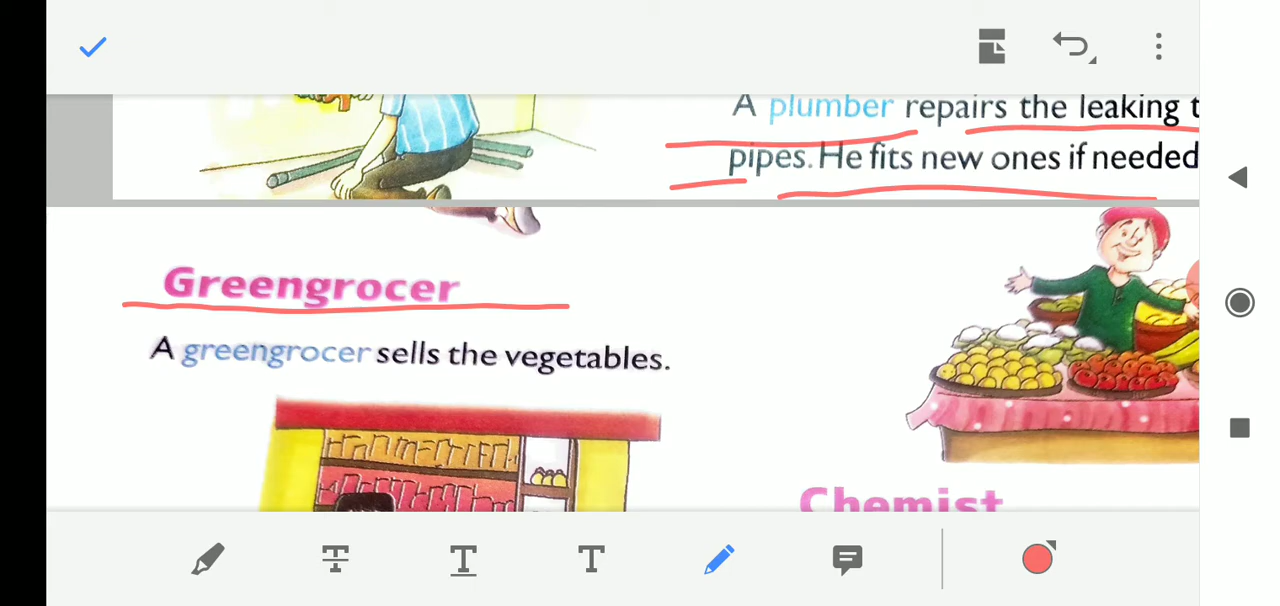 A plumber repairs the leaking t
pipes. He fits new ones if needed
Greengrocer
A greengrocer sells the vegetables.
Chemist